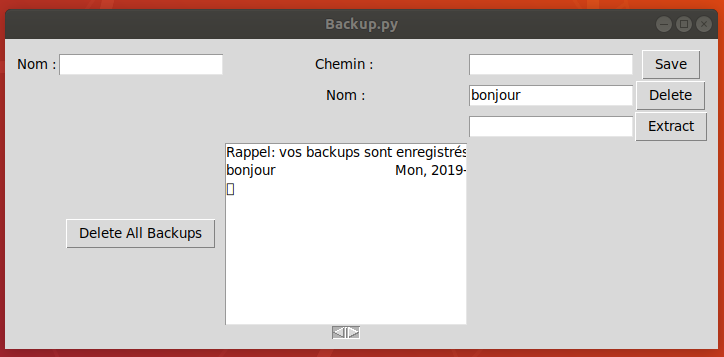 Backup.py
Nom : Chemin : Save
Nom : bonjour Delete
Extract
Rappel: vos backups sont enregistrés
bonjour Mon, 2019-
Delete All Backups